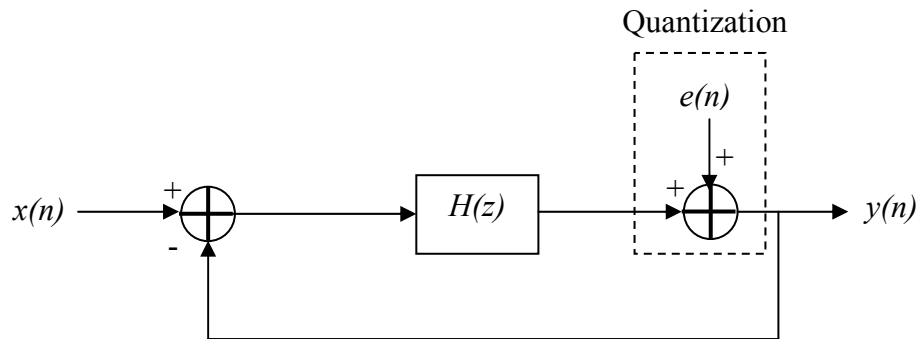 Quantization
e(n)
+
+
+
x(n)
H(z)
y(n)
-